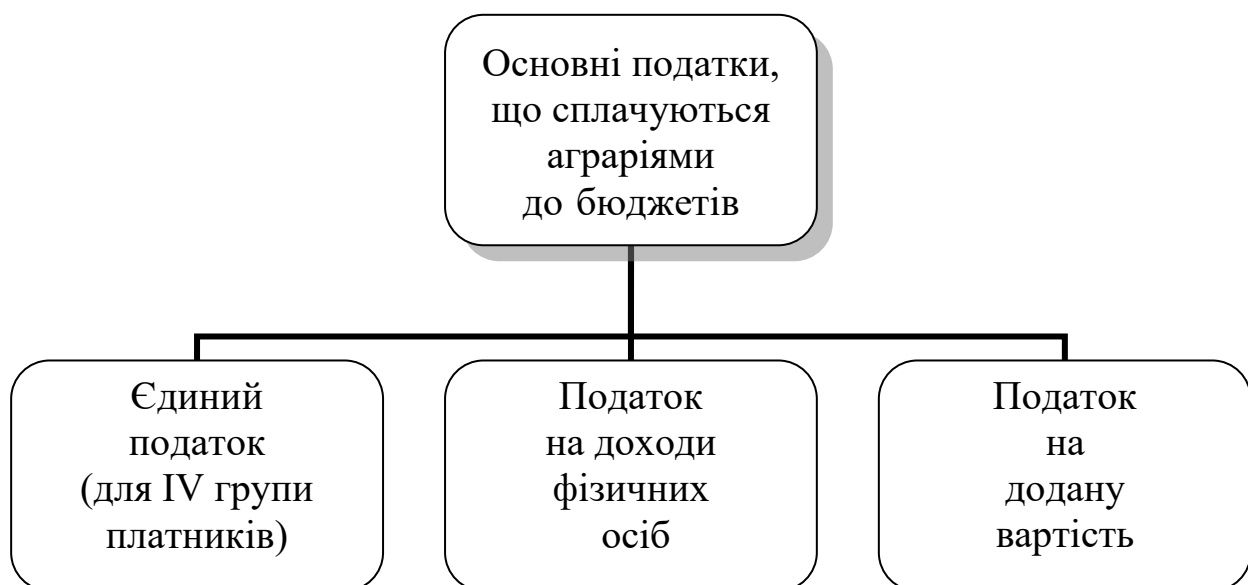 Основні податки,
що сплачуються
аграріями
до бюджетів
Єдиний
податок
(для IV групи
платників)
Податок
на доходи
фізичних
осіб
Податок
на
додану
вартість